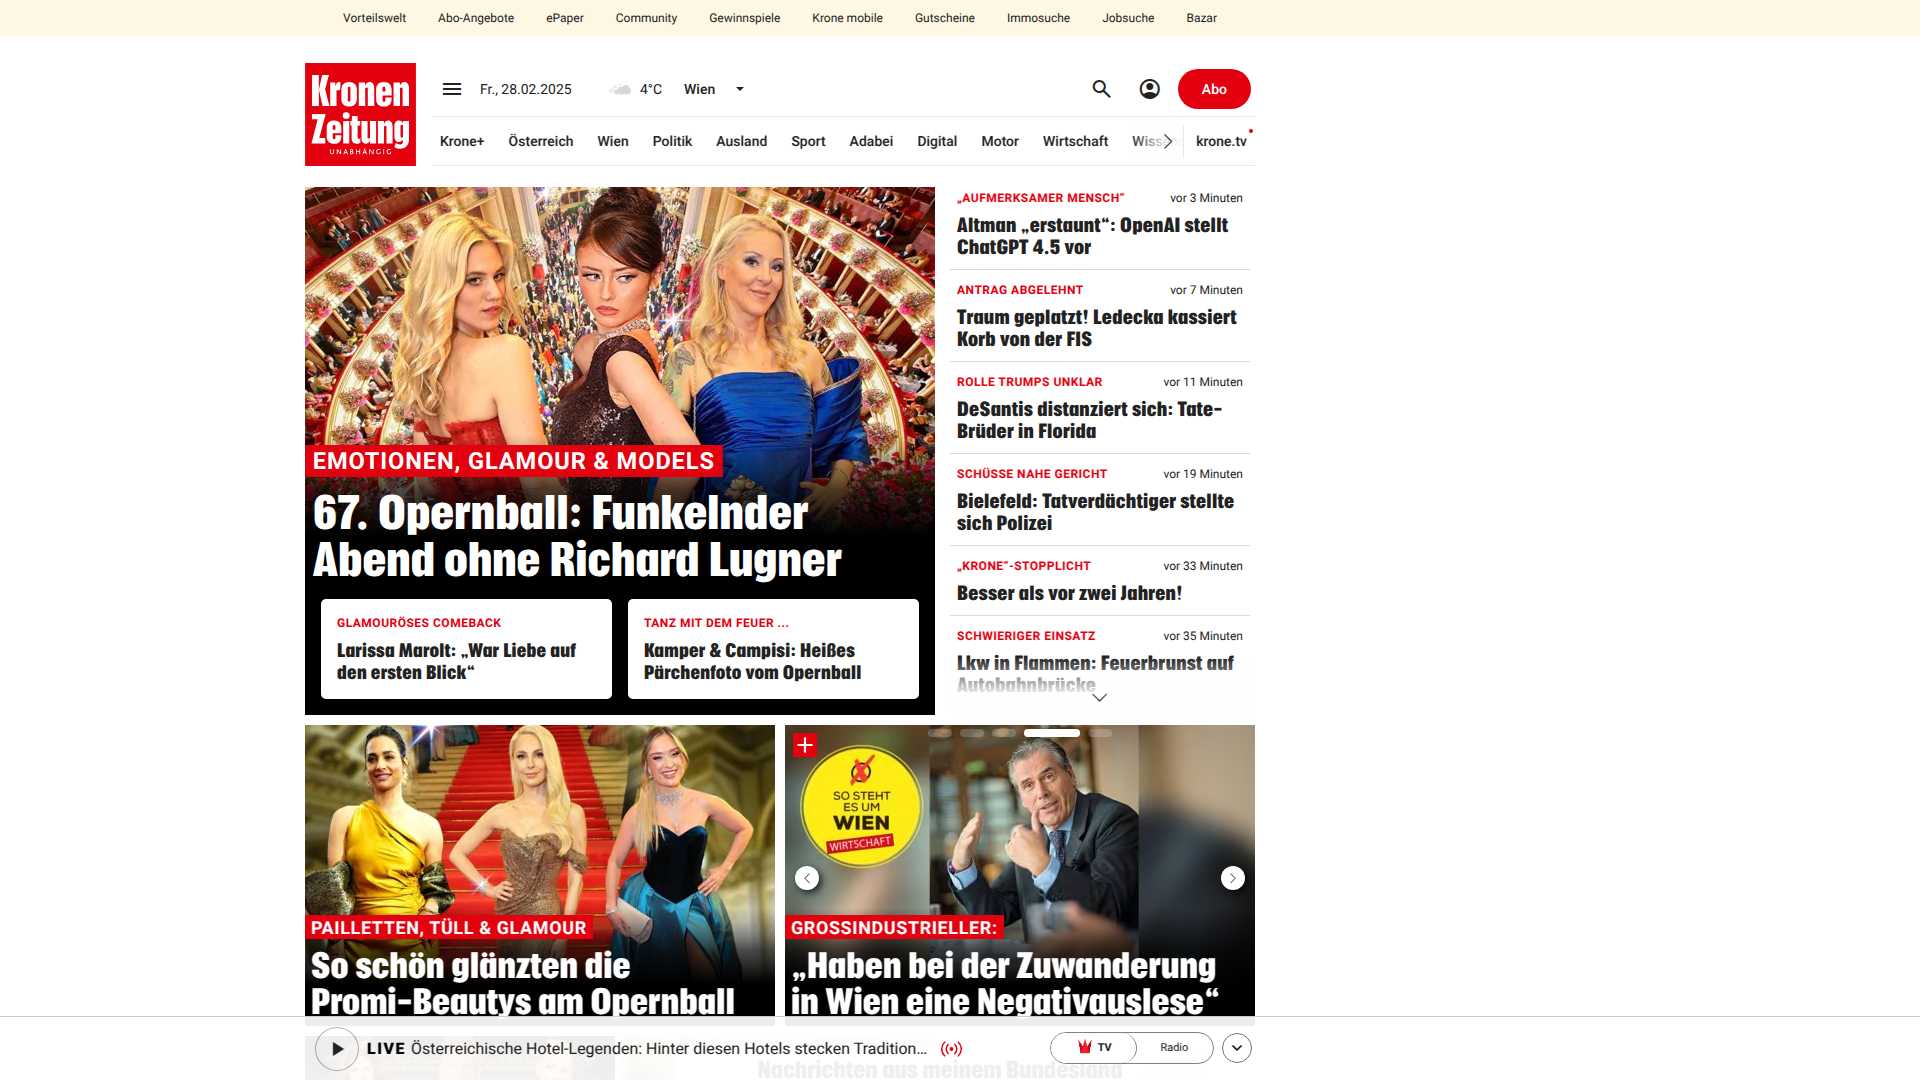 Vorteilswelt Abo-Angebote ePaper Community Gewinnspiele Krone mobile Gutscheine Immosuche Jobsuche Bazar
Kronen
Zeitung
UNABHÄNGIG
Fr., 28.02.2025 4°C Wien Abo
Krone+ Österreich Wien Politik Ausland Sport Adabei Digital Motor Wirtschaft krone.tv
EMOTIONEN, GLAMOUR & MODELS
67. Opernball: Funkelnder
Abend ohne Richard Lugner
GLAMOURÖSES COMEBACK
Larissa Marolt: „War Liebe auf
den ersten Blick“
TANZ MIT DEM FEUER ...
Kamper & Campisi: Heißes
Pärchenfoto vom Opernball
„AUFMERKSAMER MENSCH“ vor 3 Minuten
Altman „erstaunt“: OpenAI stellt
ChatGPT 4.5 vor
ANTRAG ABGELEHNT vor 7 Minuten
Traum geplatzt! Ledecka kassiert
Korb von der FIS
ROLLE TRUMPS UNKLAR vor 11 Minuten
DeSantis distanziert sich: Tate-
Brüder in Florida
SCHÜSSE NAHE GERICHT vor 19 Minuten
Bielefeld: Tatverdächtiger stellte
sich Polizei
„KRONE“-STOPPLICHT vor 33 Minuten
Besser als vor zwei Jahren!
SCHWIERIGER EINSATZ vor 35 Minuten
Lkw in Flammen: Feuerbrunst auf
Autobahnbrücke
PAILLETTEN, TÜLL & GLAMOUR
So schön glänzten die
Promi-Beautys am Opernball
SO STEHT
ES UM
WIEN
WIRTSCHAFT
GROSSINDUSTRIELLER:
„Haben bei der Zuwanderung
in Wien eine Negativauslese“
LIVE Österreichische Hotel-Legenden: Hinter diesen Hotels stecken Tradition... TV Radio
Nachrichten aus meinem Bundesland